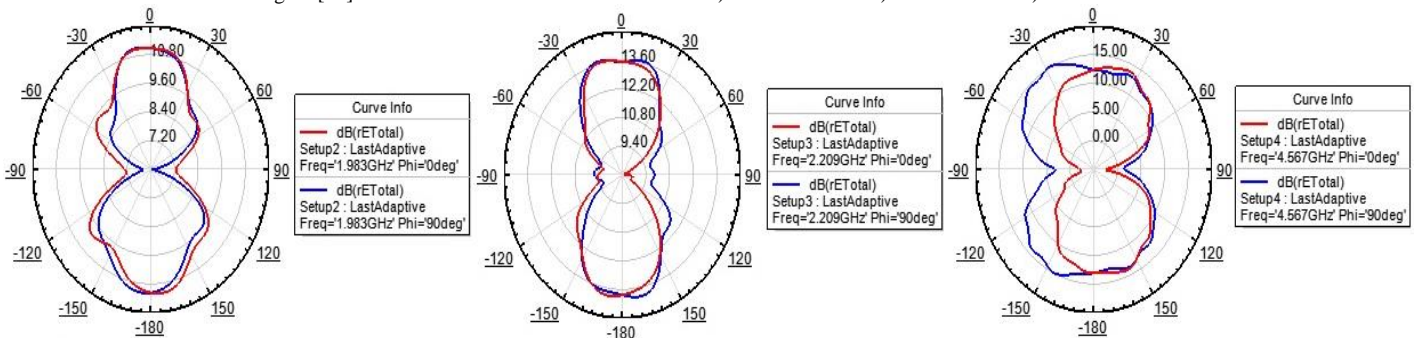 0
-30
30
-60
60
-90
90
-120
120
-150
150
-180
10.80
9.60
8.40
7.20
Curve Info
dB(rETotal)
Setup2 : LastAdaptive
Freq='1.983GHz' Phi='0deg'
dB(rETotal)
Setup2 : LastAdaptive
Freq='1.983GHz' Phi='90deg'
0
-30
30
-60
60
-90
90
-120
120
-150
150
-180
13.60
12.20
10.80
9.40
Curve Info
dB(rETotal)
Setup3 : LastAdaptive
Freq='2.209GHz' Phi='0deg'
dB(rETotal)
Setup3 : LastAdaptive
Freq='2.209GHz' Phi='90deg'
0
-30
30
-60
60
-90
90
-120
120
-150
150
-180
15.00
10.00
5.00
0.00
Curve Info
dB(rETotal)
Setup4 : LastAdaptive
Freq='4.567GHz' Phi='0deg'
dB(rETotal)
Setup4 : LastAdaptive
Freq='4.567GHz' Phi='90deg'